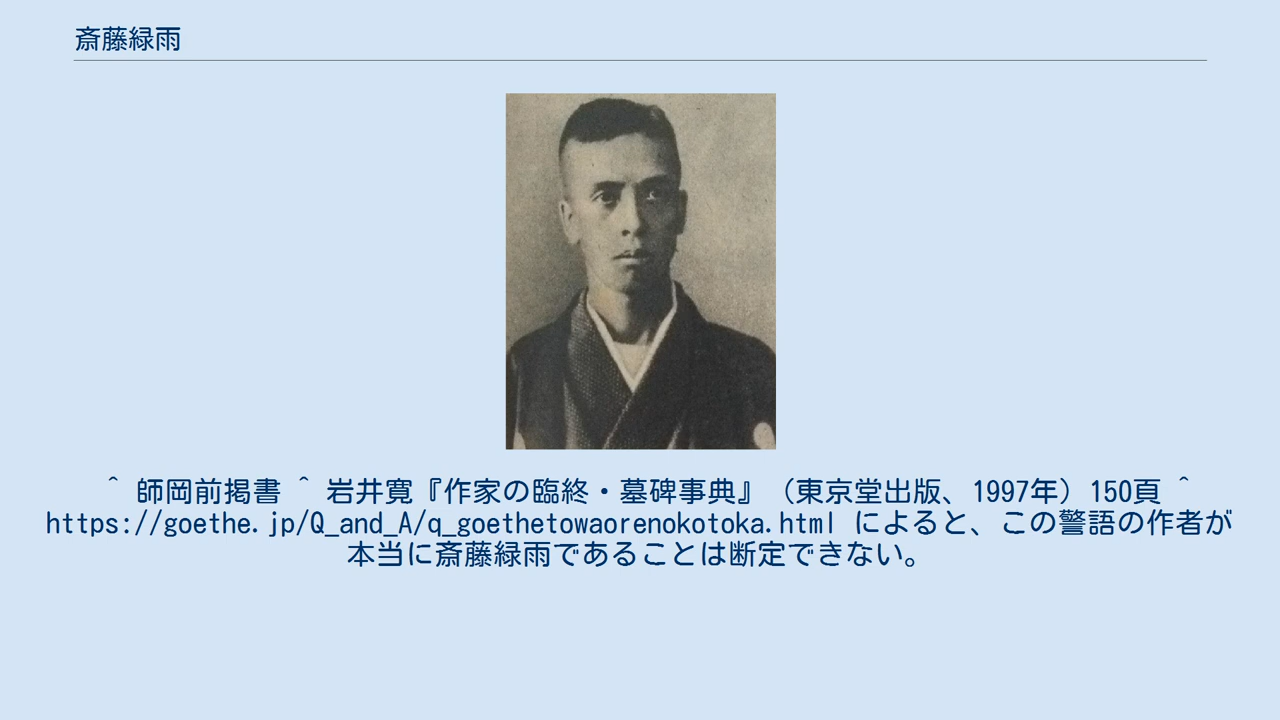 斎藤緑雨
^ 師岡前掲書 ^ 岩井寛『作家の臨終・墓碑事典』（東京堂出版、1997年）150頁 ^
https://goethe.jp/Q_and_A/q_goethetowaorenokotoka.html によると、この警語の作者が
本当に斎藤緑雨であることは断定できない。